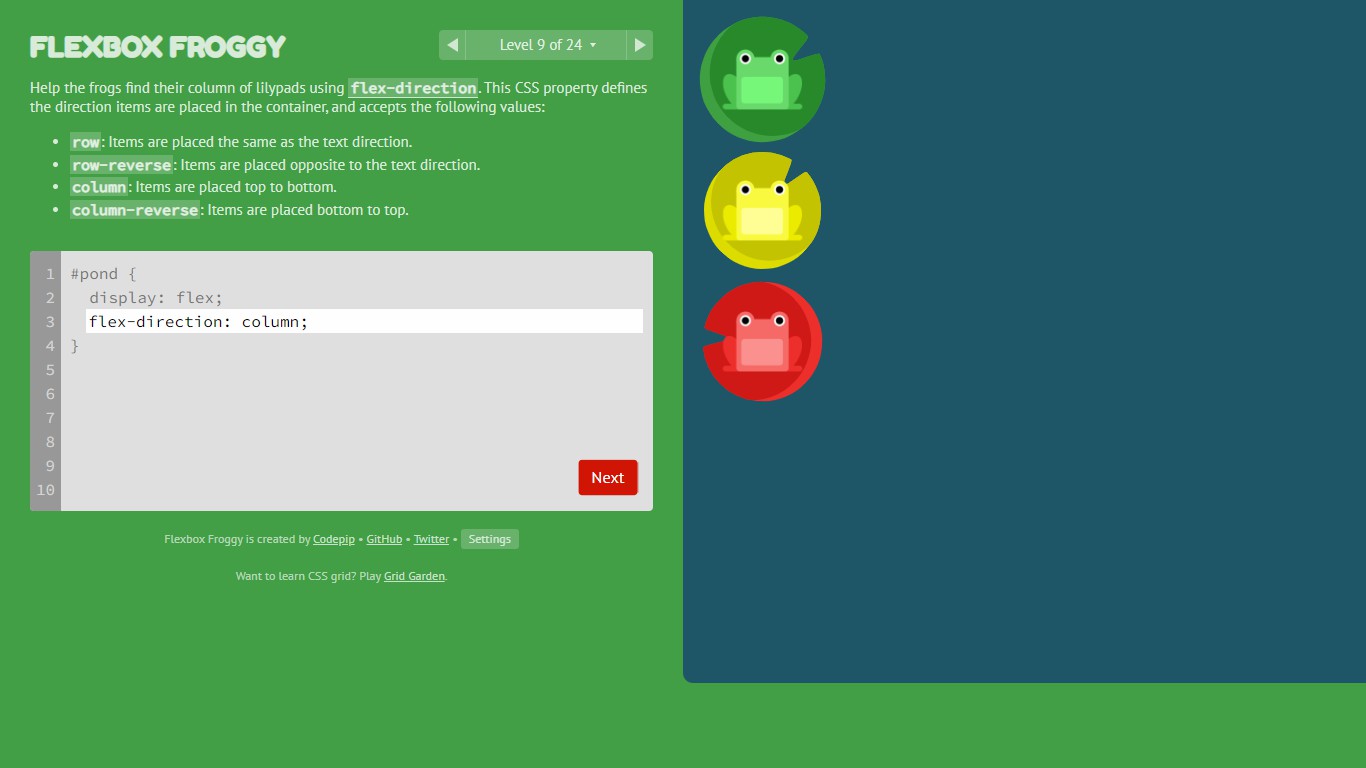 FLEXBOX FROGGY
Level 9 of 24
Help the frogs find their column of lilypads using flex-direction. This CSS property defines
the direction items are placed in the container, and accepts the following values:
row: Items are placed the same as the text direction.
row-reverse: Items are placed opposite to the text direction.
column: Items are placed top to bottom.
column-reverse: Items are placed bottom to top.
1 #pond {
2 display: flex;
3 flex-direction: column;
4 }
5
6
7
8
9
10
Next
Flexbox Froggy is created by Codepip • GitHub • Twitter • Settings
Want to learn CSS grid? Play Grid Garden.